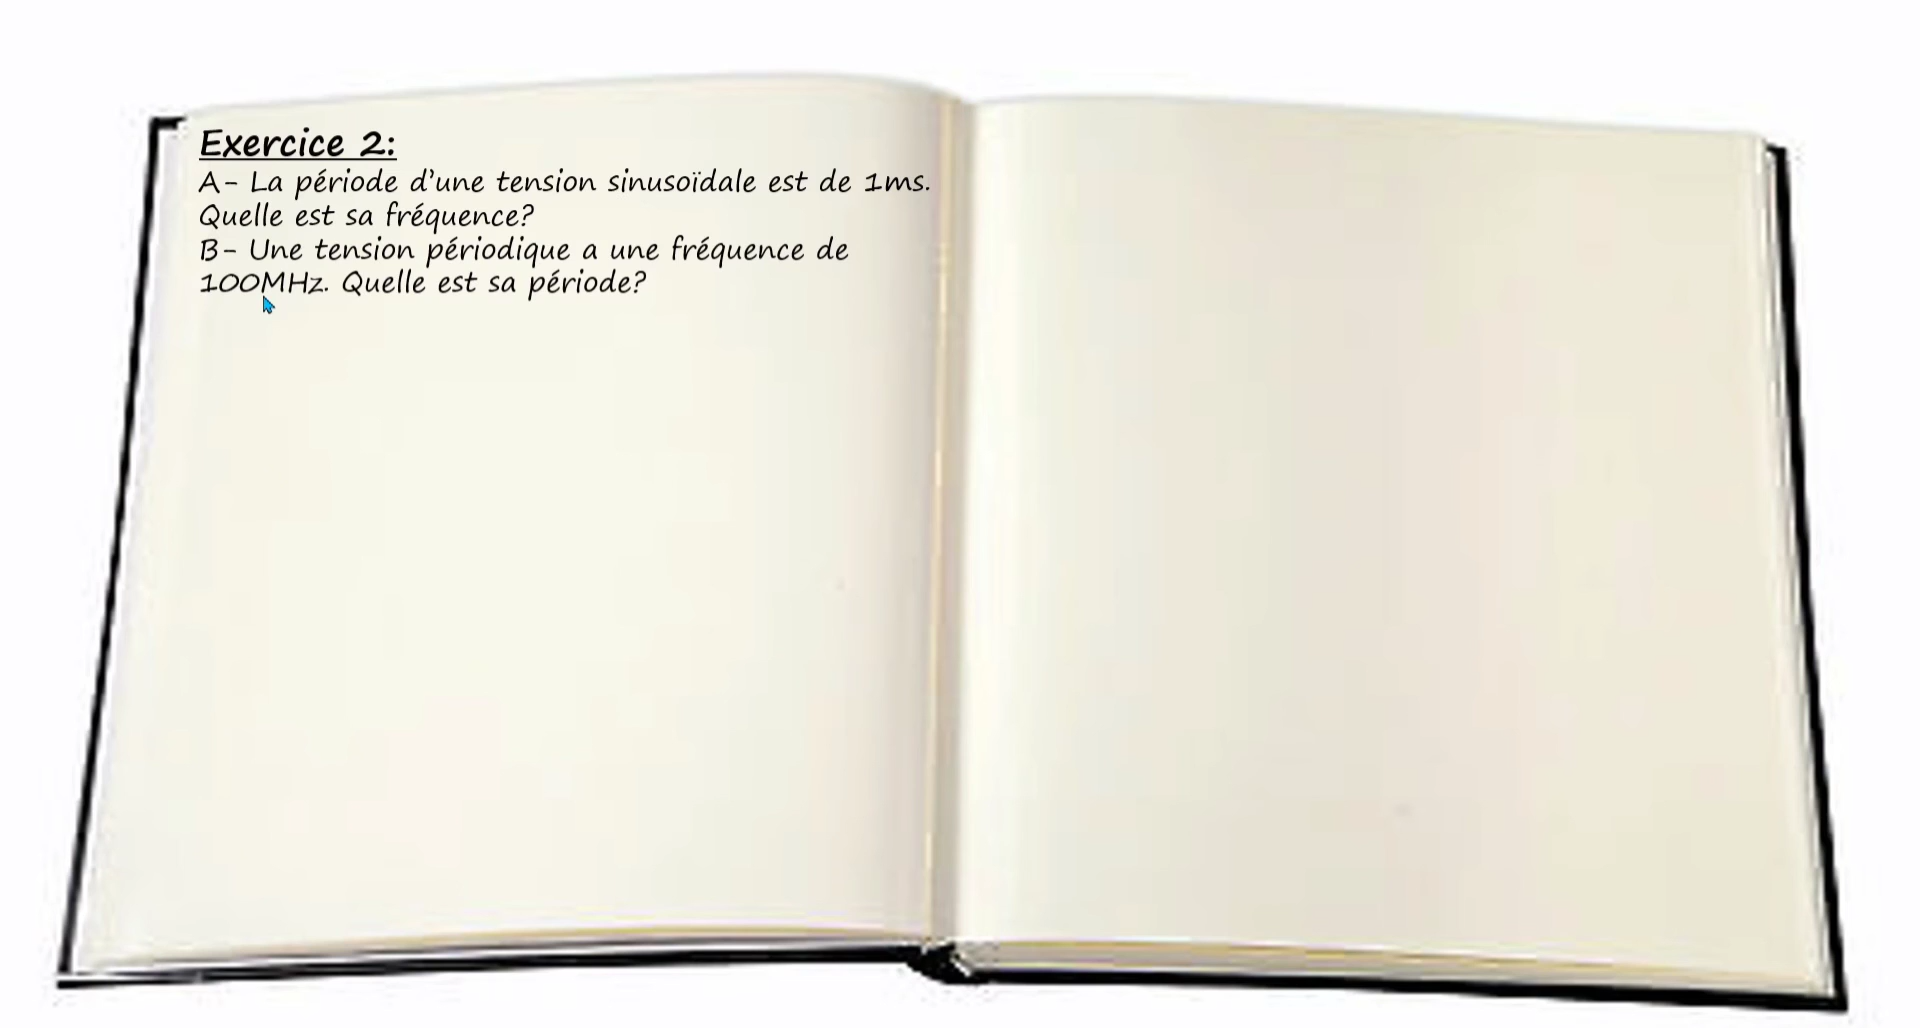 Exercice 2:
A- La période d'une tension sinusoïdale est de 1ms.
Quelle est sa fréquence?
B- Une tension périodique a une fréquence de
100MHz. Quelle est sa période?